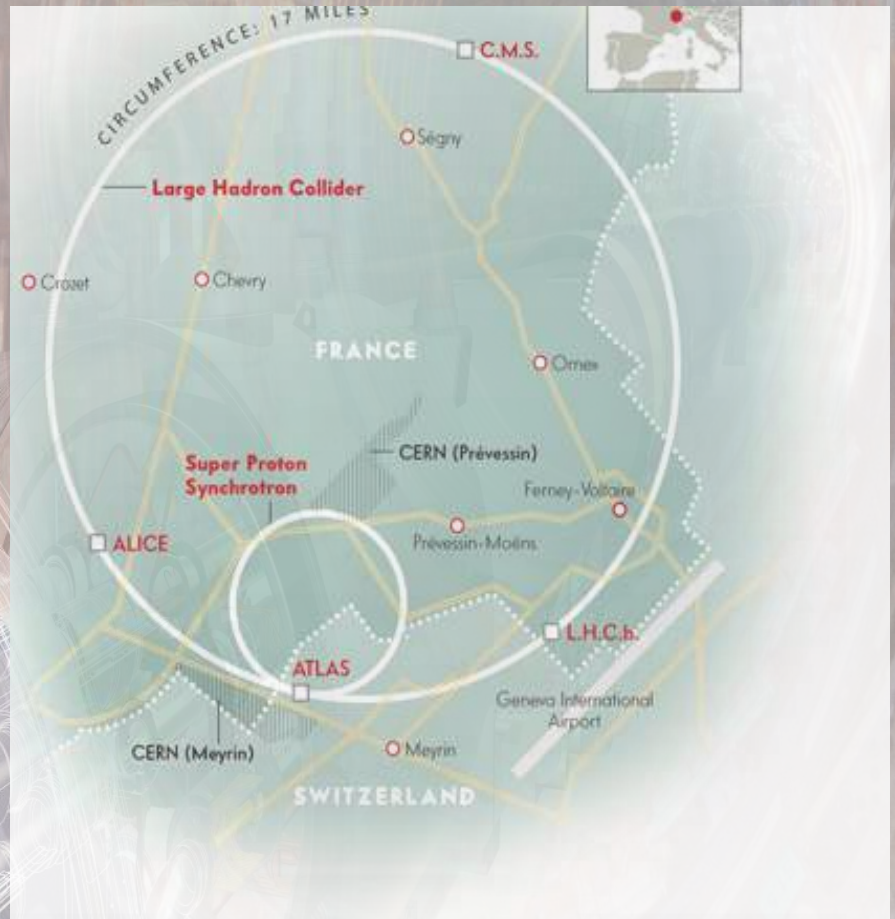 CIRCUMFERENCE: 17 MILES
C.M.S.
Ségny
Large Hadron Collider
Crozet
Chevry
FRANCE
Ornex
CERN (Prévessin)
Super Proton
Synchrotron
Ferney-Voltaire
Prévessin-Moëns
ALICE
L.H.C.b.
ATLAS
Geneva International
Airport
CERN (Meyrin)
Meyrin
SWITZERLAND